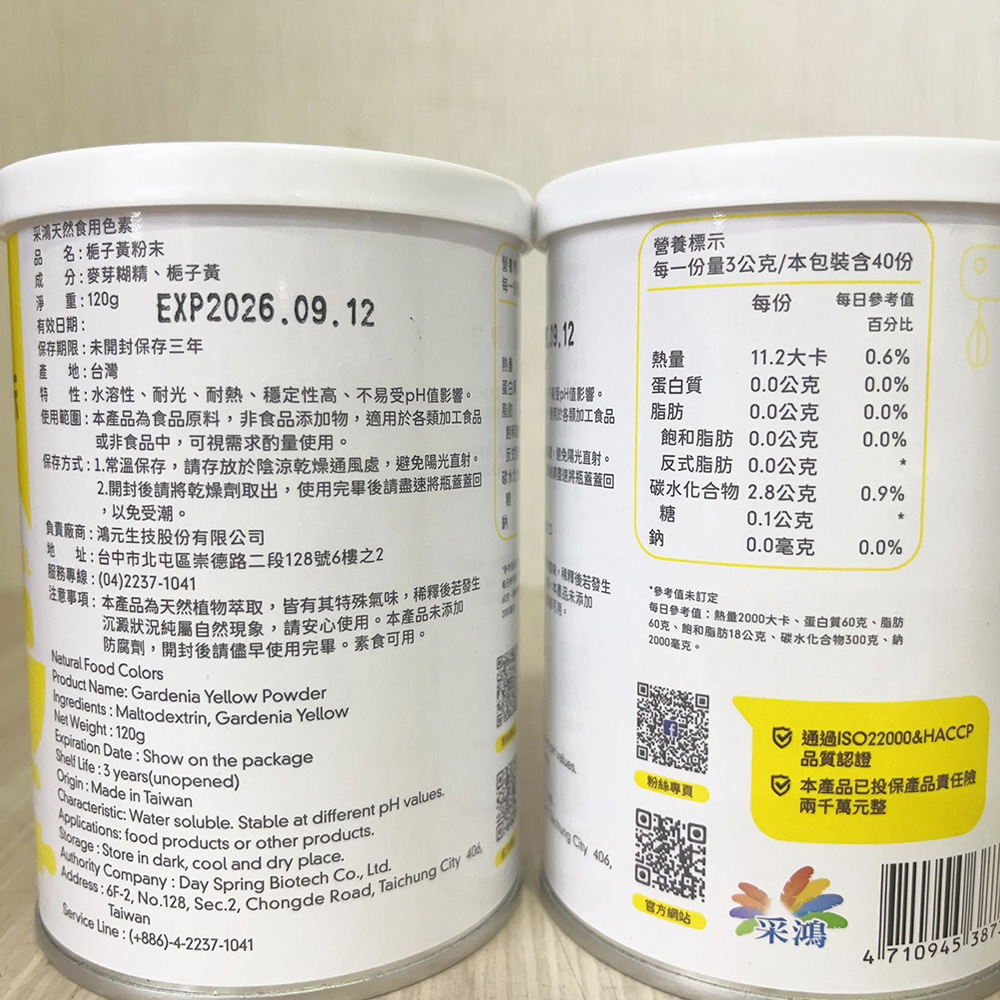 采鴻天然食用色素
品　名：梔子黃粉末
成　分：麥芽糊精、梔子黃
淨　重：120g
EXP2026.09.12
有效日期：
保存期限：未開封保存三年
產　地：台灣
特　性：水溶性、耐光、耐熱、穩定性高、不易受pH值影響。
使用範圍：本產品為食品原料，非食品添加物，適用於各類加工食品
或非食品中，可視需求酌量使用。
保存方式：1.常溫保存，請存放於陰涼乾燥通風處，避免陽光直射。
2.開封後請將乾燥劑取出，使用完畢後請盡速將瓶蓋蓋回
，以免受潮。
負責廠商：鴻元生技股份有限公司
地　址：台中市北屯區崇德路二段128號6樓之2
服務專線：(04)2237-1041
注意事項：本產品為天然植物萃取，皆有其特殊氣味，稀釋後若發生
沉澱狀況純屬自然現象，請安心使用。本產品未添加
防腐劑，開封後請儘早使用完畢。素食可用。
Natural Food Colors
Product Name: Gardenia Yellow Powder
Ingredients : Maltodextrin, Gardenia Yellow
Net Weight : 120g
Expiration Date : Show on the package
Shelf Life : 3 years(unopened)
Origin : Made in Taiwan
Characteristic: Water soluble. Stable at different pH values.
Applications: food products or other products.
Storage : Store in dark, cool and dry place.
Authority Company : Day Spring Biotech Co., Ltd.
Address : 6F-2, No.128, Sec.2, Chongde Road, Taichung City 406,
Taiwan
Service Line : (+886)-4-2237-1041
營養標示
每一份量3公克/本包裝含40份
每份 每日參考值
百分比
熱量 11.2大卡 0.6%
蛋白質 0.0公克 0.0%
脂肪 0.0公克 0.0%
飽和脂肪 0.0公克 0.0%
反式脂肪 0.0公克 *
碳水化合物 2.8公克 0.9%
糖 0.1公克 *
鈉 0.0毫克 0.0%
*參考值未訂定
每日參考值：熱量2000大卡、蛋白質60克、脂肪
60克、飽和脂肪18公克、碳水化合物300克、鈉
2000毫克。
粉絲專頁
官方網站
通過ISO22000&HACCP
品質認證
本產品已投保產品責任險
兩千萬元整
采鴻
4 710945 387